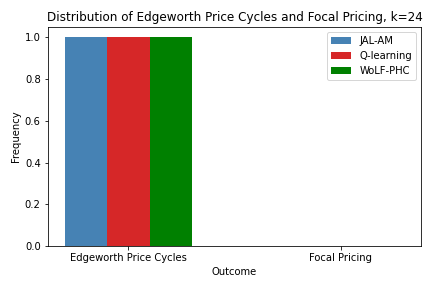 Distribution of Edgeworth Price Cycles and Focal Pricing, k=24
JAL-AM
Q-learning
WoLF-PHC
1.0
0.8
0.6
0.4
0.2
0.0
Frequency
Edgeworth Price Cycles
Focal Pricing
Outcome